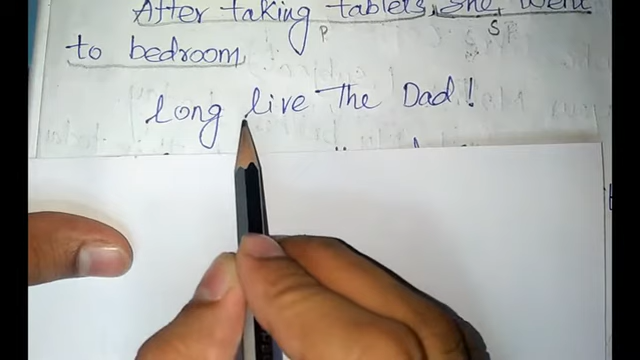 After taking tablets, she, went
P S
to bedroom
Long live The Dad!